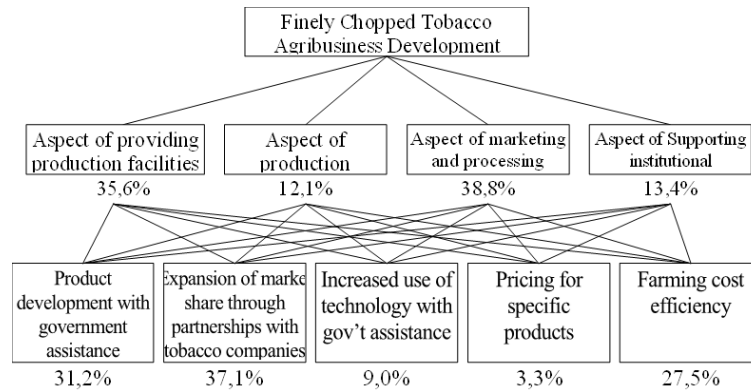 Finely Chopped Tobacco
Agribusiness Development
Aspect of providing
production facilities
Aspect of
production
Aspect of marketing
and processing
Aspect of Supporting
institutional
35,6%
12,1%
38,8%
13,4%
Product
development with
government
assistance
Expansion of marke
share through
partnerships with
tobacco companies
Increased use of
technology with
gov't assistance
Pricing for
specific
products
Farming cost
efficiency
31,2%
37,1%
9,0%
3,3%
27,5%